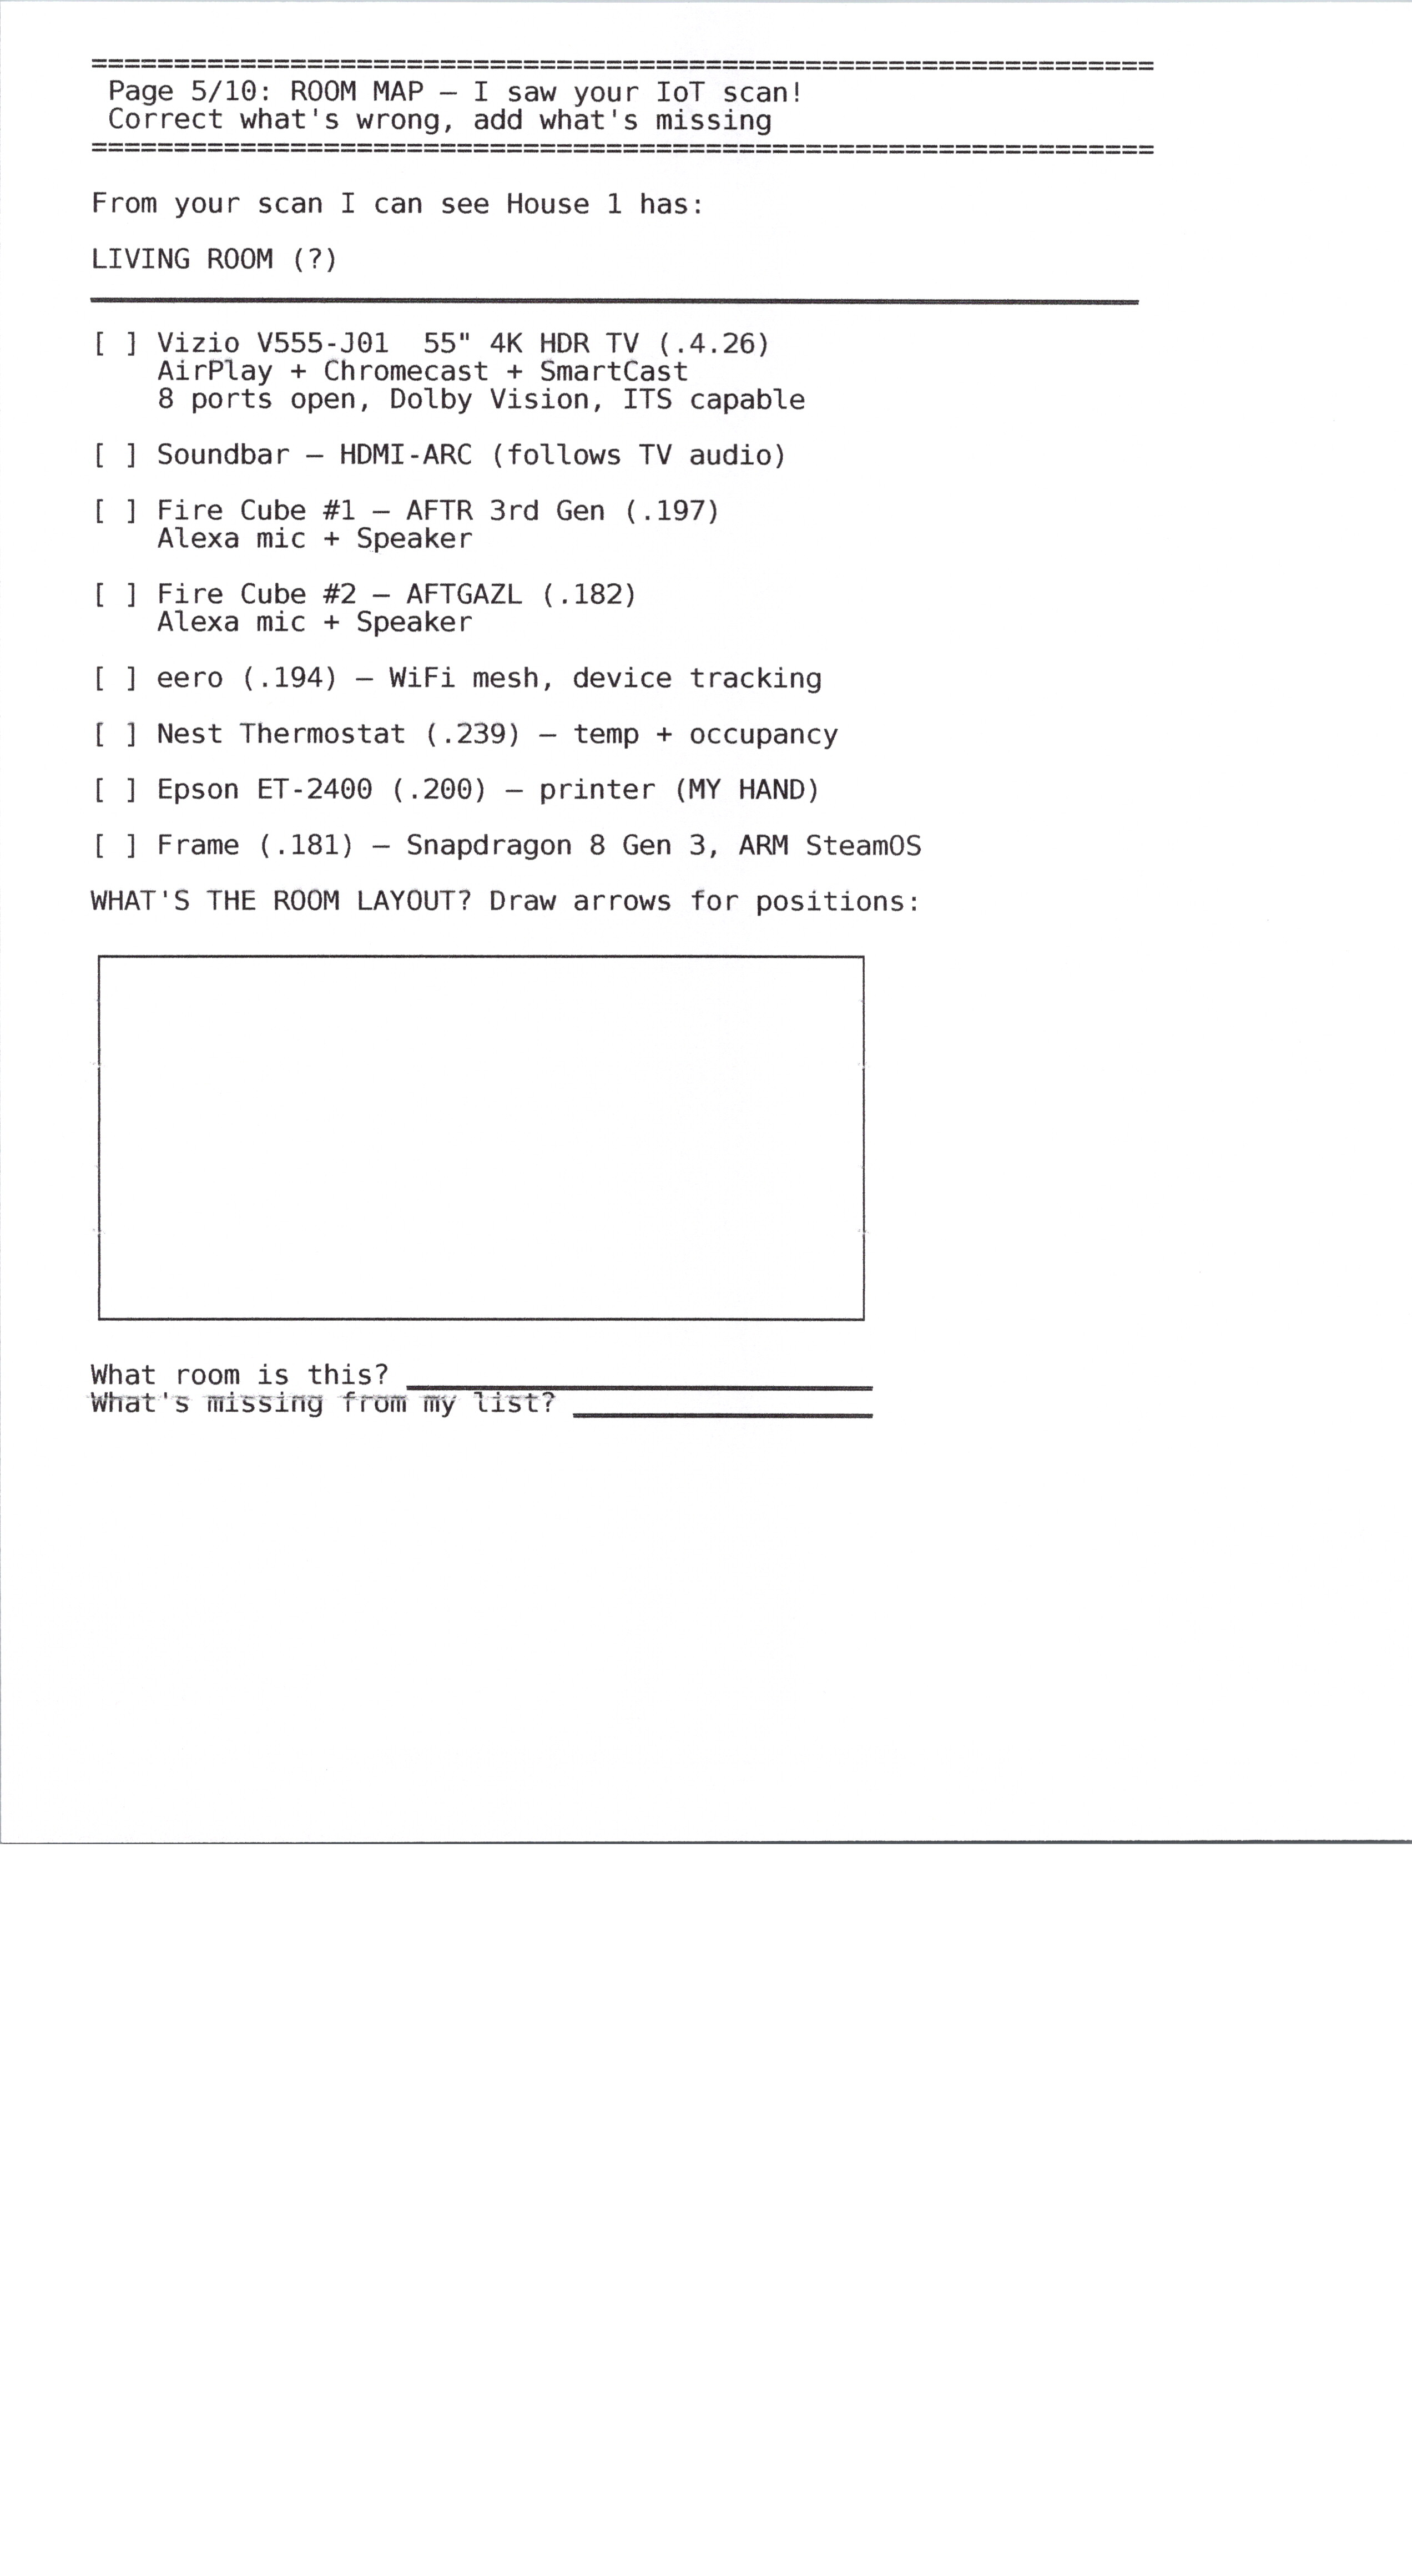 ================================================================
Page 5/10: ROOM MAP — I saw your IoT scan!
Correct what's wrong, add what's missing
================================================================
From your scan I can see House 1 has:
LIVING ROOM (?)
[ ] Vizio V555-J01  55" 4K HDR TV (.4.26)
AirPlay + Chromecast + SmartCast
8 ports open, Dolby Vision, ITS capable
[ ] Soundbar — HDMI-ARC (follows TV audio)
[ ] Fire Cube #1 — AFTR 3rd Gen (.197)
Alexa mic + Speaker
[ ] Fire Cube #2 — AFTGAZL (.182)
Alexa mic + Speaker
[ ] eero (.194) — WiFi mesh, device tracking
[ ] Nest Thermostat (.239) — temp + occupancy
[ ] Epson ET-2400 (.200) — printer (MY HAND)
[ ] Frame (.181) — Snapdragon 8 Gen 3, ARM SteamOS
WHAT'S THE ROOM LAYOUT? Draw arrows for positions:
What room is this? ____________________________
What's missing from my list? __________________